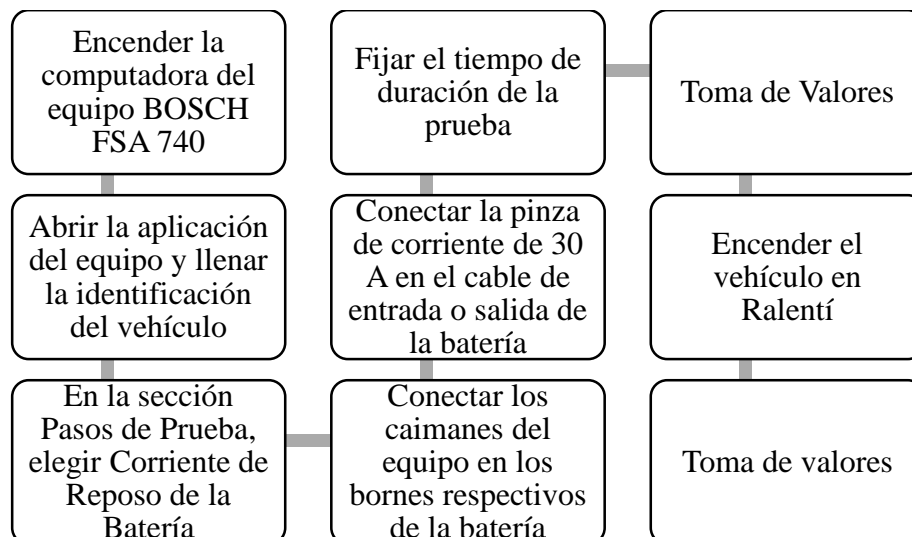 Encender la
computadora del
equipo BOSCH
FSA 740
Abrir la aplicación
del equipo y llenar
la identificación
del vehículo
En la sección
Pasos de Prueba,
elegir Corriente de
Reposo de la
Batería
Conectar los
caimanes del
equipo en los
bornes respectivos
de la batería
Conectar la pinza
de corriente de 30
A en el cable de
entrada o salida de
la batería
Fijar el tiempo de
duración de la
prueba
Toma de Valores
Encender el
vehículo en
Ralentí
Toma de valores